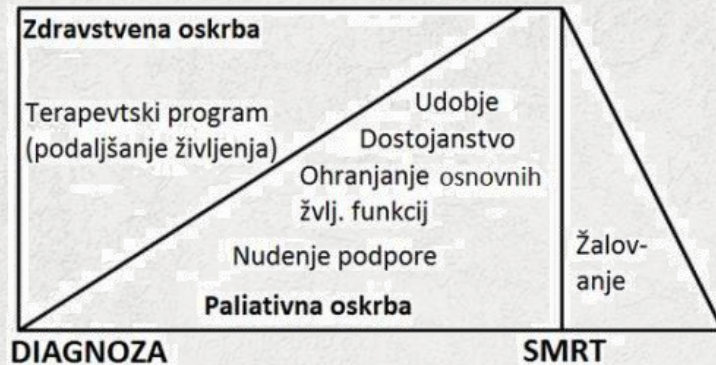 Zdravstvena oskrba
Terapevtski program
(podaljšanje življenja)
Udobje
Dostojanstvo
Ohranjanje osnovnih
žvlj. funkcij
Nudenje podpore
Paliativna oskrba
Žalov-
anje
DIAGNOZA
SMRT